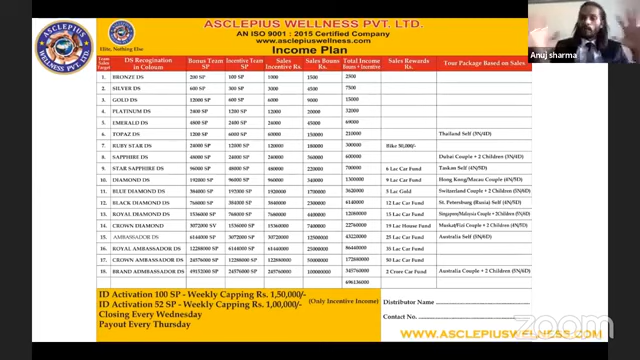 ASCLEPIUS WELLNESS PVT. LTD.
AN ISO 9001 : 2015 Certified Company
www.asclepiuswellness.com
Income Plan
Elite, Nothing Else
Anuj sharma
Team Sales Target DS Recogination in Coloum Bonus Team SP Incentive Team SP Sales Incentive Rs. Sales Bouns Rs. Total Income Bouns + Incentive Sales Rewards Rs. Tour Package Based on Sales
1. BRONZE DS 200 SP 100 SP 1000 1500 2500
2. SILVER DS 600 SP 300 SP 3000 4500 7500
3. GOLD DS 12000 SP 600 SP 6000 9000 15000
4. PLATINUM DS 2400 SP 1200 SP 12000 20000 32000
5. EMERALD DS 4800 SP 2400 SP 24000 45000 69000
6. TOPAZ DS 1200 SP 6000 SP 60000 150000 210000 Thailand Self (3N/4D)
7. RUBY STAR DS 24000 SP 12000 SP 120000 180000 300000 Bike 50,000/-
8. SAPPHIRE DS 48000 SP 24000 SP 240000 360000 600000 Dubai Couple + 2 Children (3N/4D)
9. STAR SAPPHIRE DS 96000 SP 48000 SP 480000 220000 700000 6 Lac Car Fund Taskan Self (4N/5D)
10. DIAMOND DS 192000 SP 96000 SP 960000 340000 1300000 9 Lac Car Fund Hong Kong/Macau Couple (4N/5D)
11. BLUE DIAMOND DS 384000 SP 192000 SP 1920000 1700000 3620000 5 Lac Gold Switzerland Couple + 2 Children (5N/6D)
12. BLACK DIAMOND DS 768000 SP 384000 SP 3840000 2300000 6140000 12 Lac Car Fund St. Petersburg (Rusia) Self (4N/5D)
13. ROYAL DIAMOND DS 1536000 SP 768000 SP 7680000 4400000 12080000 13 Lac Car Fund Singapore/Malaysia Couple + 2Children (5N/6D)
14. CROWN DIAMOND 3072000 SV 1536000 SP 15360000 7400000 22760000 19 Lac House Fund Muskat/Fizi Couple + 2 Children (4N/5D)
15. AMBASSADOR DS 6144000 SP 3072000 SP 30720000 12500000 43220000 25 Lac Car Fund Australia Self (5N/6D)
16. ROYAL AMBASSADOR DS 12288000 SP 6144000 SP 61440000 25000000 86440000 35 Lac Car Fund
17. CROWN AMBASSADOR DS 24576000 SP 12288000 SP 122880000 50000000 172880000 50 Lac Car Fund
18. BRAND ADMBASSADOR DS 49152000 SP 24576000 SP 245760000 100000000 345760000 2 Crore Car Fund Australia Couple + 2 Children (5N/6D)
696136000
ID Activation 100 SP - Weekly Capping Rs. 1,50,000/-
ID Activation 52 SP - Weekly Capping Rs. 1,00,000/-
(Only Incentive Income)
Closing Every Wednesday
Payout Every Thursday
Distributor Name
Contact No.
WWW.ASCLEPIUSWELLNESS.COM
zoom